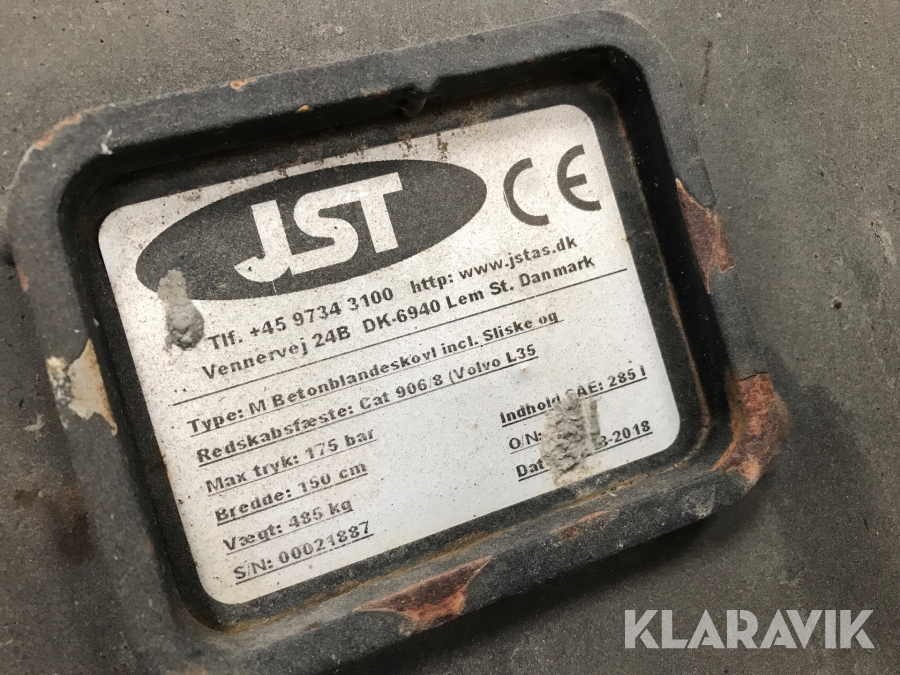 JST CE
Tlf. +45 9734 3100 http: www.jstas.dk
Vennervej 24B DK-6940 Lem St. Danmark
Type: M Betonblandeskovl incl. Sliske og
Redskabsfæste: Cat 906/8 (Volvo L35
Max tryk: 175 bar
Indhold SAE: 285 l
Bredde: 150 cm
O/N:
Vægt: 485 kg
-2018
S/N: 00021887
KLARAVIK